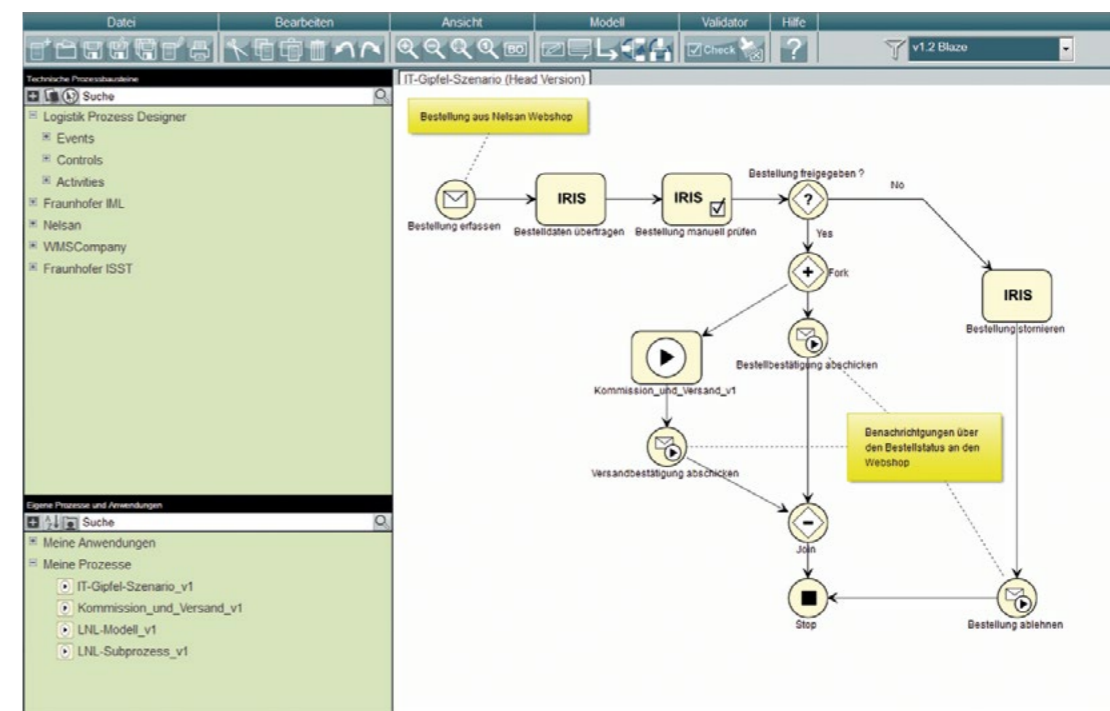 Datei Bearbeiten Ansicht Modell Validator Hilfe
BO Check ? v1.2 Blaze
Technische Prozessbausteine
Suche
Logistik Prozess Designer
Events
Controls
Activities
Fraunhofer IML
Nelsan
WMSCompany
Fraunhofer ISST
Eigene Prozesse und Anwendungen
Suche
Meine Anwendungen
Meine Prozesse
IT-Gipfel-Szenario_v1
Kommission_und_Versand_v1
LNL-Modell_v1
LNL-Subprozess_v1
IT-Gipfel-Szenario (Head Version)
Bestellung aus Nelsan Webshop
Bestellung erfassen
IRIS
Bestelldaten übertragen
IRIS
Bestellung manuell prüfen
Bestellung freigegeben ?
?
No
Yes
Fork
IRIS
Bestellung stornieren
Bestellbestätigung abschicken
Kommission_und_Versand_v1
Versandbestätigung abschicken
Benachrichtgungen über
den Bestellstatus an den
Webshop
Join
Stop
Bestellung ablehnen